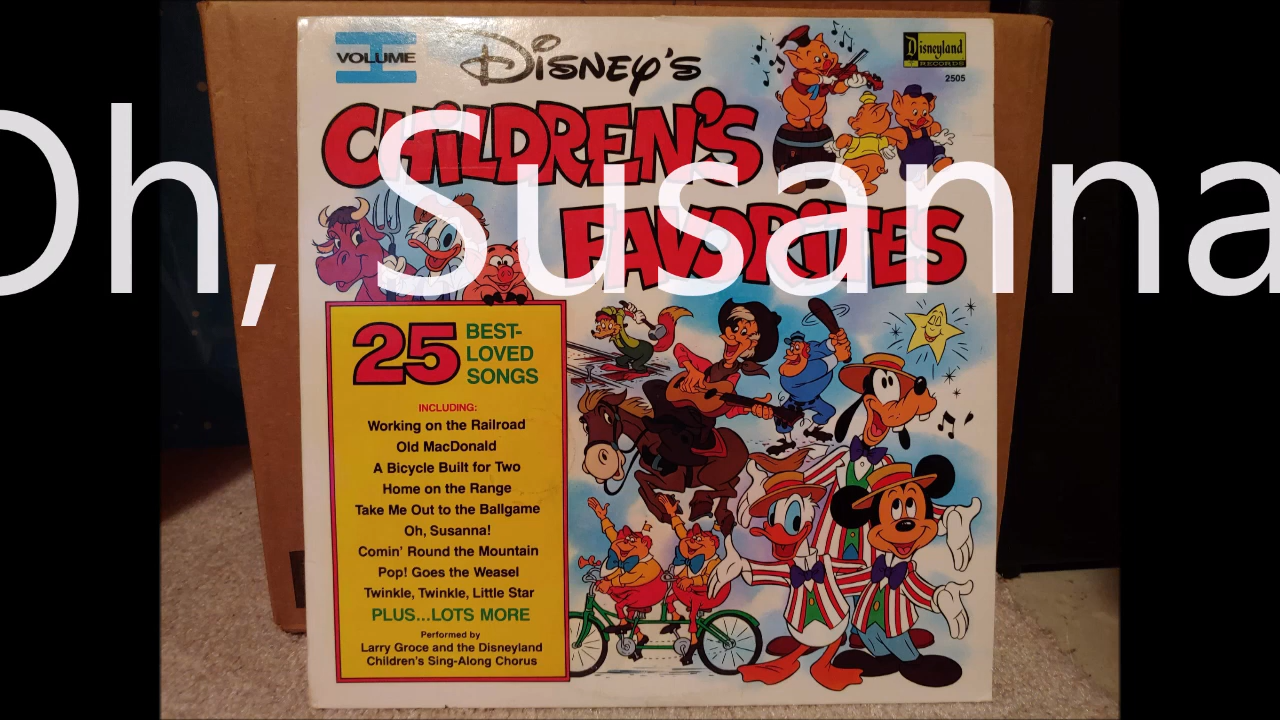 VOLUME
I
Disney's
Disneyland
RECORDS
2505
CHILDREN'S
FAVORITES
Oh, Susanna
25 BEST-
LOVED
SONGS
INCLUDING:
Working on the Railroad
Old MacDonald
A Bicycle Built for Two
Home on the Range
Take Me Out to the Ballgame
Oh, Susanna!
Comin' Round the Mountain
Pop! Goes the Weasel
Twinkle, Twinkle, Little Star
PLUS...LOTS MORE
Performed by
Larry Groce and the Disneyland
Children's Sing-Along Chorus